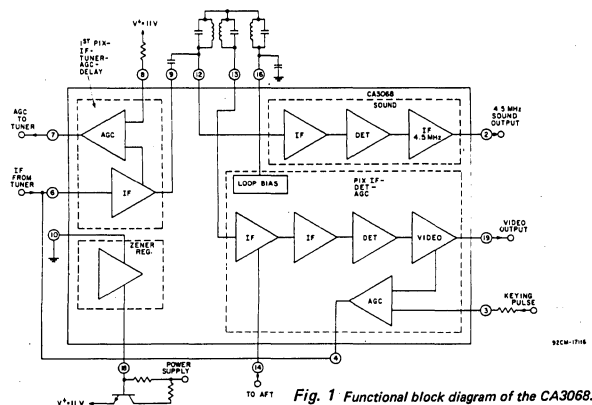 1ST PIX-
IF-
TUNER-
AGC-
DELAY
V+=11V
8
9
12
13
16
CA3068
SOUND
AGC
TO
TUNER
7
AGC
IF
DET
IF
4.5 MHz
2
4.5 MHz
SOUND
OUTPUT
IF
FROM
TUNER
6
IF
LOOP BIAS
PIX IF-
DET-
AGC
10
ZENER
REG.
IF
IF
DET
VIDEO
19
VIDEO
OUTPUT
AGC
3
KEYING
PULSE
4
92CM-17116
18
POWER
SUPPLY
14
TO AFT
V+=11V
Fig. 1 Functional block diagram of the CA3068.